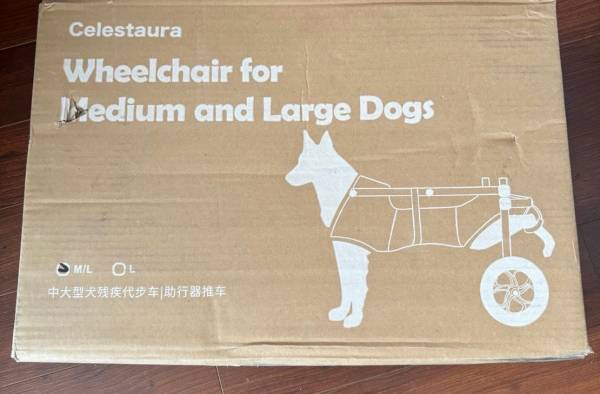 Celestaura
Wheelchair for
Medium and Large Dogs
M/L L
中大型犬残疾代步车|助行器推车